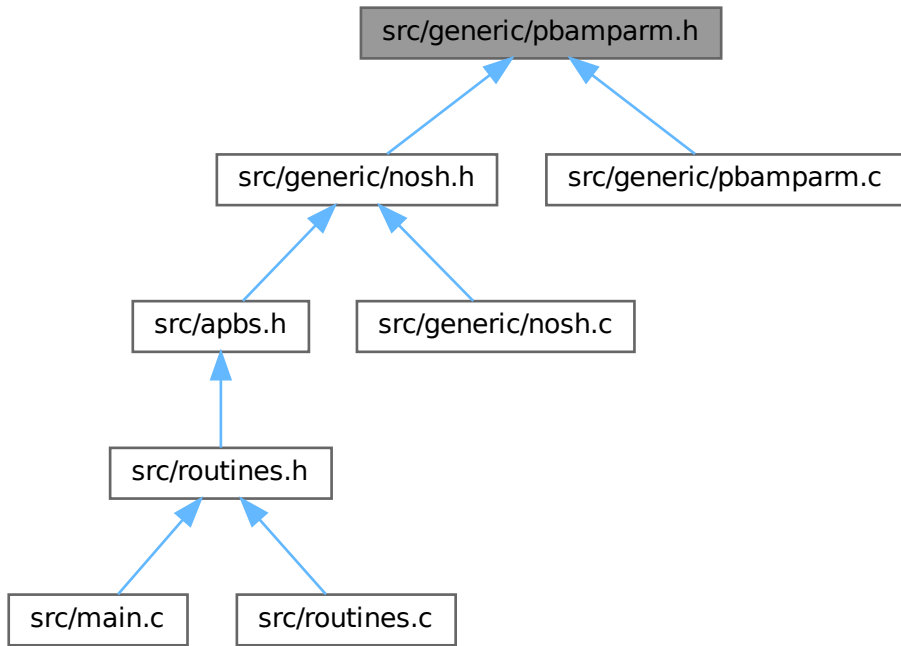 src/generic/pbamparm.h
src/generic/nosh.h
src/generic/pbamparm.c
src/apbs.h
src/generic/nosh.c
src/routines.h
src/main.c
src/routines.c